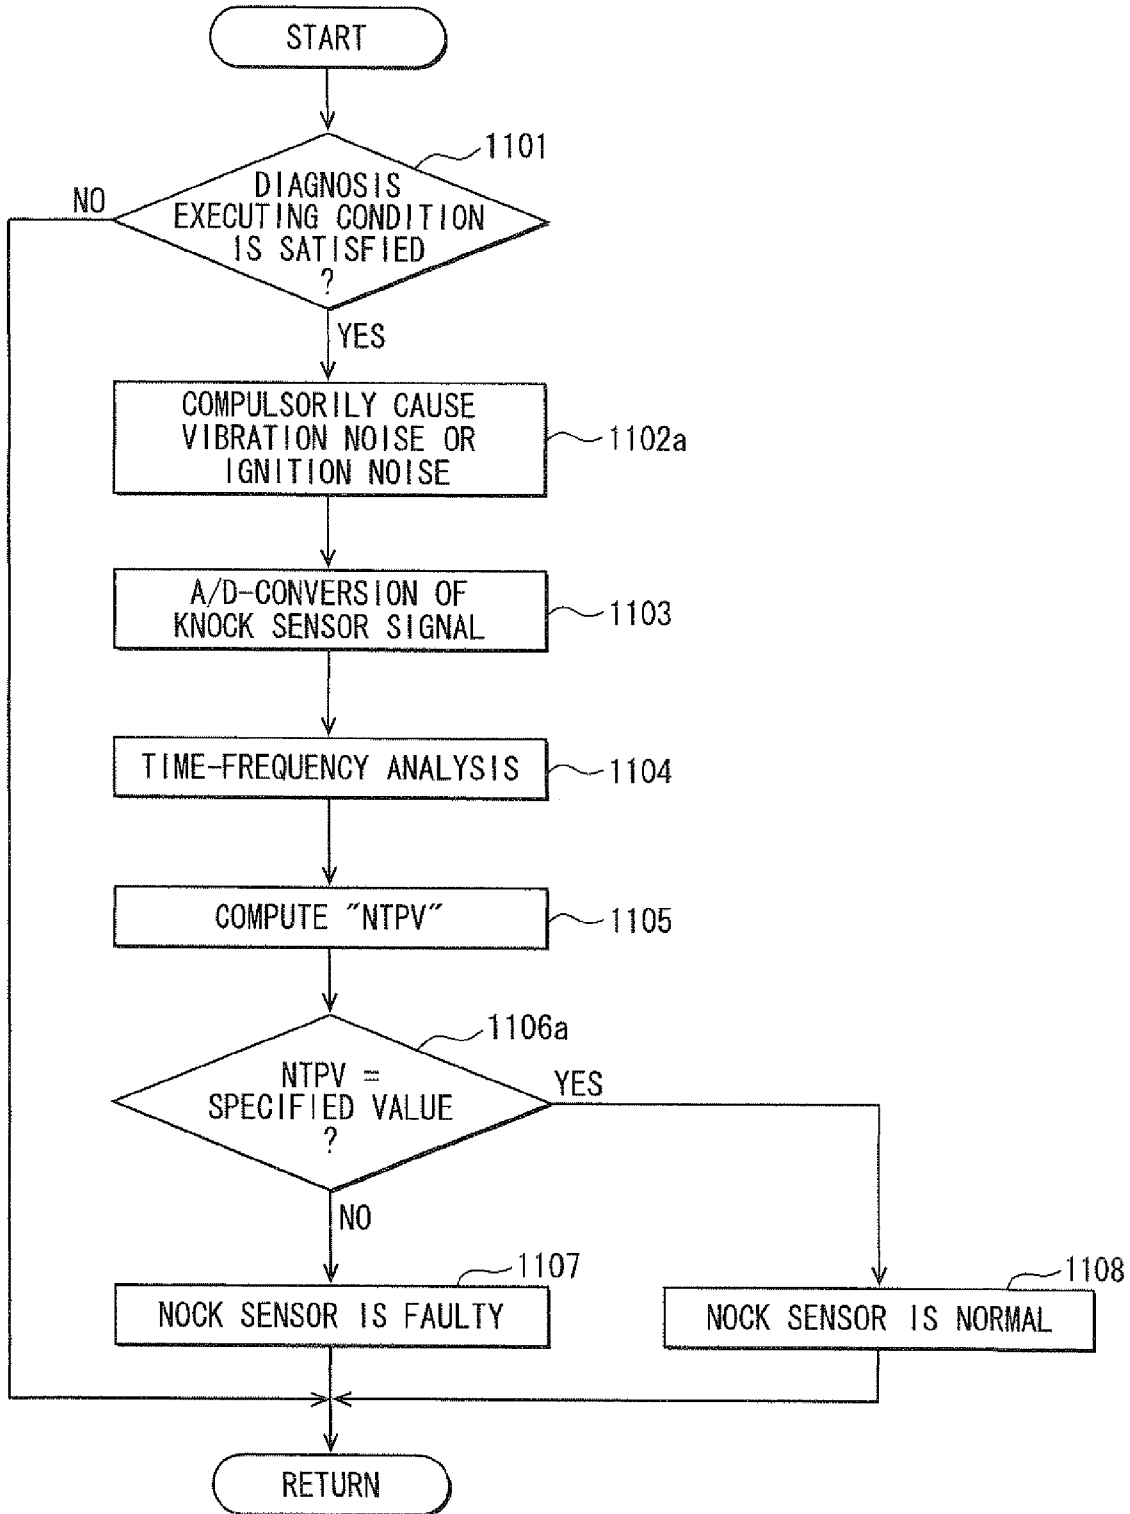 START
1101
NO
DIAGNOSIS
EXECUTING CONDITION
IS SATISFIED
?
YES
COMPULSORILY CAUSE
VIBRATION NOISE OR
IGNITION NOISE
1102a
A/D-CONVERSION OF
KNOCK SENSOR SIGNAL
1103
TIME-FREQUENCY ANALYSIS
1104
COMPUTE "NTPV"
1105
1106a
NTPV =
SPECIFIED VALUE
?
YES
NO
1107
NOCK SENSOR IS FAULTY
1108
NOCK SENSOR IS NORMAL
RETURN